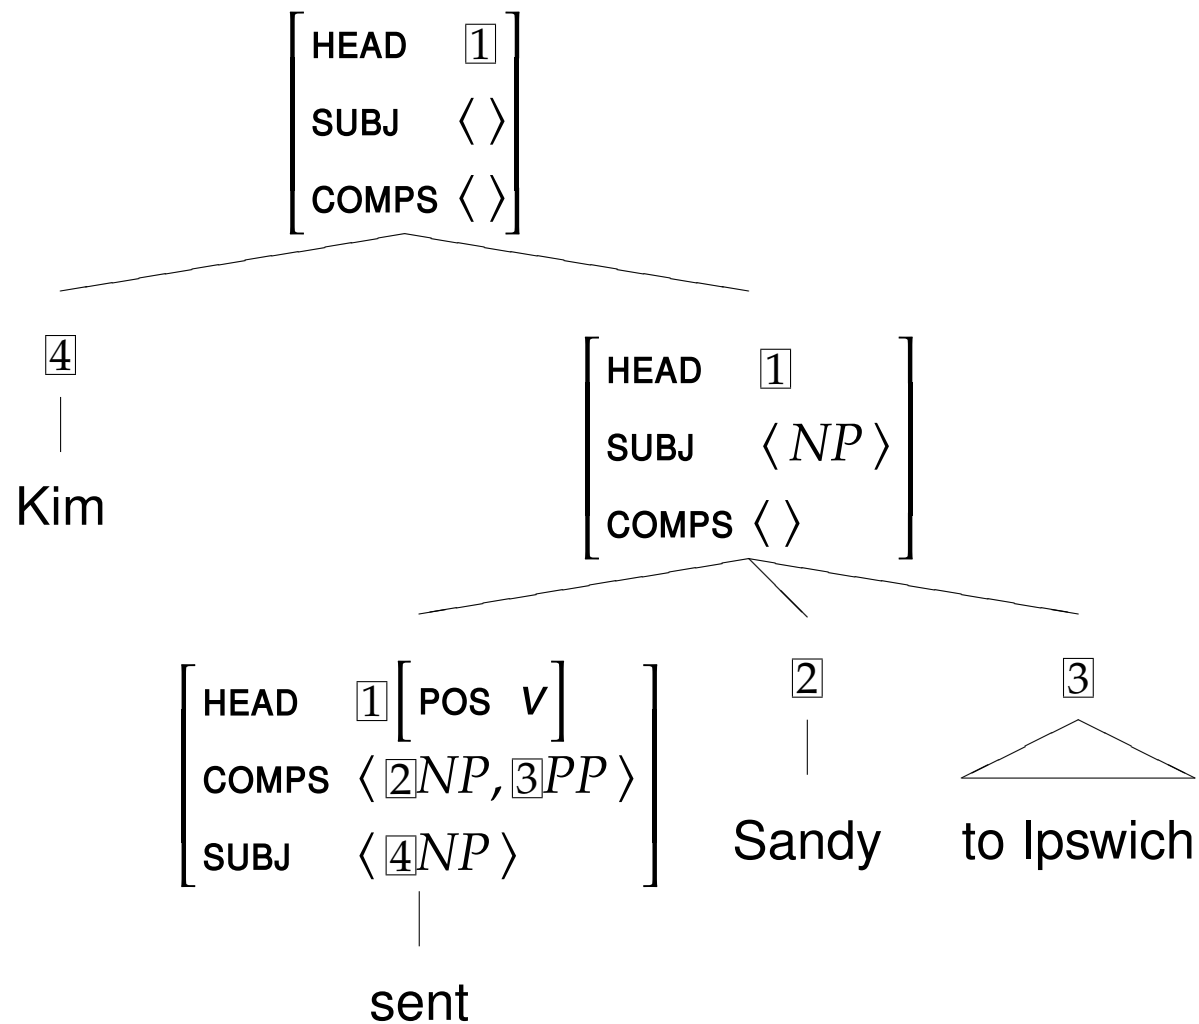 HEAD 1
SUBJ ⟨ ⟩
COMPS ⟨ ⟩
4
Kim
HEAD 1
SUBJ ⟨ NP ⟩
COMPS ⟨ ⟩
HEAD 1 [POS V]
COMPS ⟨ 2NP, 3PP ⟩
SUBJ ⟨ 4NP ⟩
sent
2
Sandy
3
to Ipswich